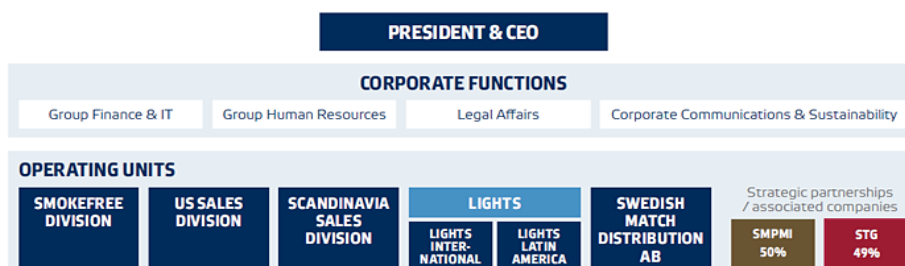 PRESIDENT & CEO
CORPORATE FUNCTIONS
Group Finance & IT
Group Human Resources
Legal Affairs
Corporate Communications & Sustainability
OPERATING UNITS
SMOKEFREE
DIVISION
US SALES
DIVISION
SCANDINAVIA
SALES
DIVISION
LIGHTS
LIGHTS
INTER-
NATIONAL
LIGHTS
LATIN
AMERICA
SWEDISH
MATCH
DISTRIBUTION
AB
Strategic partnerships
/ associated companies
SMPMI
50%
STG
49%